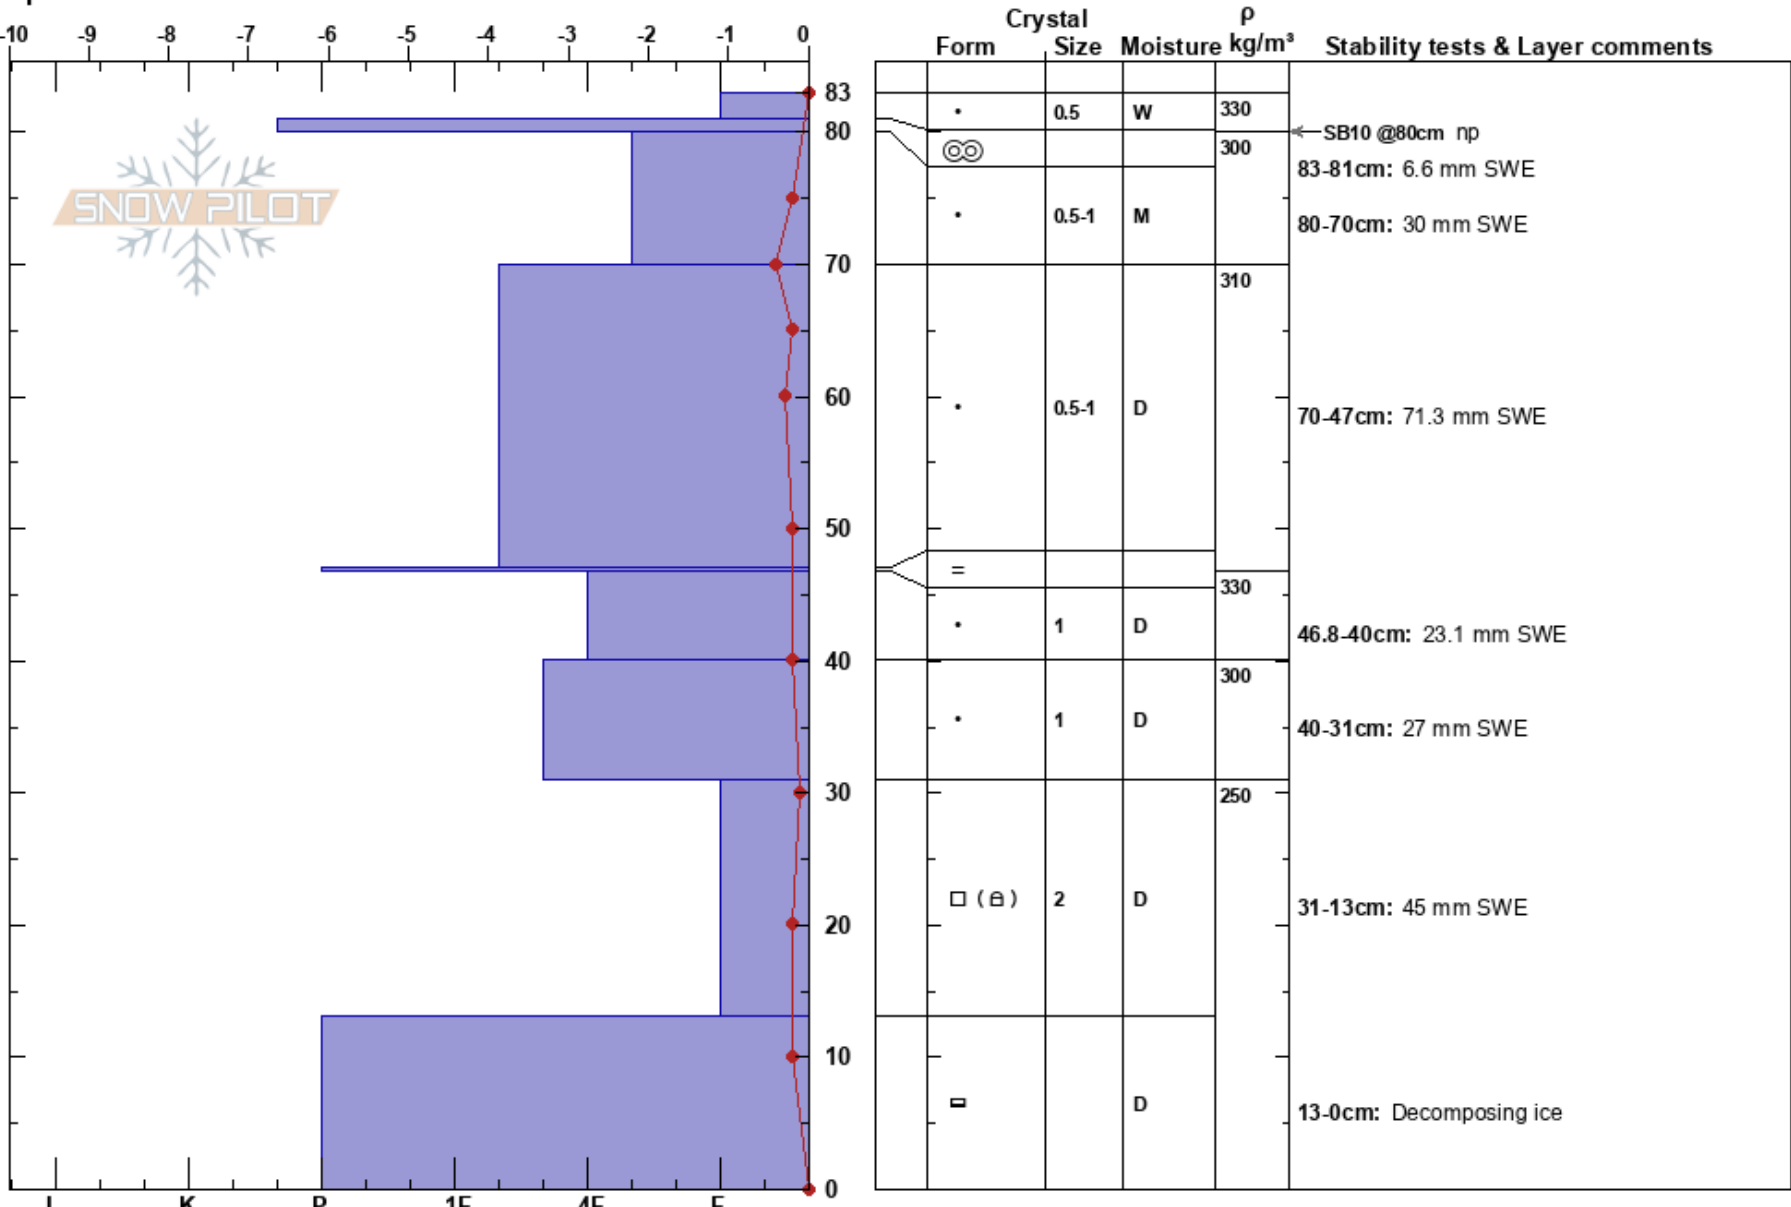 Crystal ρ
-10 -9 -8 -7 -6 -5 -4 -3 -2 -1 0 Form Size Moisture kg/m³ Stability tests & Layer comments
83 • 0.5 W 330
80 SB10 @80cm np
300
83-81cm: 6.6 mm SWE
SNOW PILOT
• 0.5-1 M 80-70cm: 30 mm SWE
70 310
60 • 0.5-1 D 70-47cm: 71.3 mm SWE
50
= 330
• 1 D 46.8-40cm: 23.1 mm SWE
40 300
• 1 D 40-31cm: 27 mm SWE
30 250
2 D 31-13cm: 45 mm SWE
20
10
D 13-0cm: Decomposing ice
0
I K P 1F 4F F